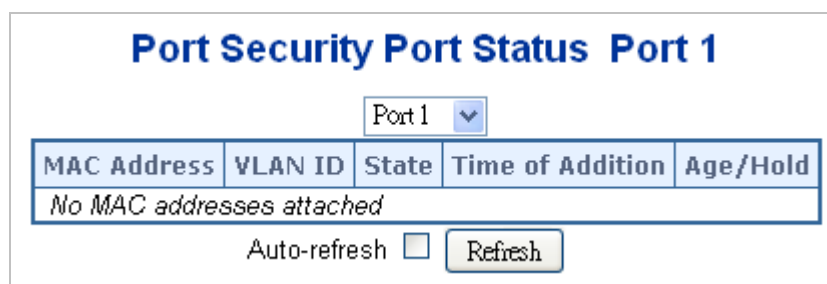 Port Security Port Status Port 1
Port 1
MAC Address VLAN ID State Time of Addition Age/Hold
No MAC addresses attached
Auto-refresh Refresh